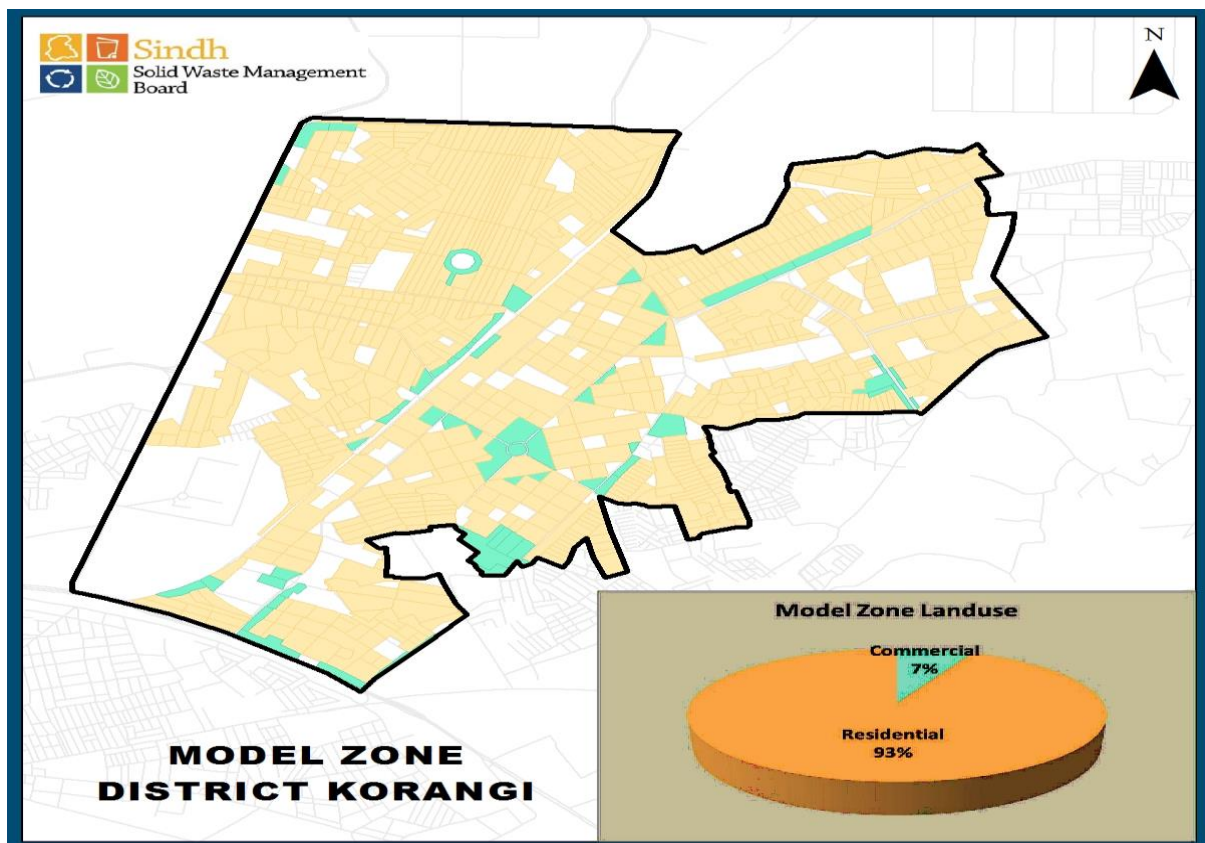 Sindh
Solid Waste Management
Board
N
Model Zone Landuse
Commercial
7%
Residential
93%
MODEL ZONE
DISTRICT KORANGI